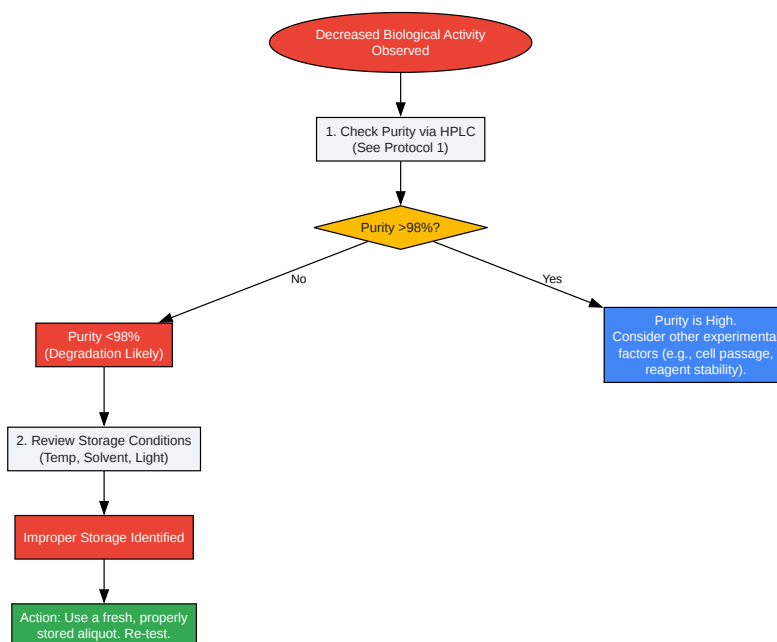 Decreased Biological Activity
Observed
1. Check Purity via HPLC
(See Protocol 1)
Purity >98%?
No
Yes
Purity <98%
(Degradation Likely)
Purity is High.
Consider other experimenta
factors (e.g., cell passage,
reagent stability).
2. Review Storage Conditions
(Temp, Solvent, Light)
Improper Storage Identified
Action: Use a fresh, properly
stored aliquot. Re-test.